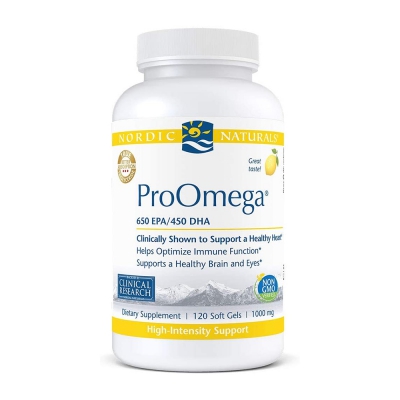 NORDIC NATURALS®
Great
taste!
ProOmega®
650 EPA/450 DHA
Clinically Shown to Support a Healthy Heart*
Helps Optimize Immune Function*
Supports a Healthy Brain and Eyes*
CLINICAL
RESEARCH
NON
GMO
Dietary Supplement | 120 Soft Gels | 1000 mg
High-Intensity Support